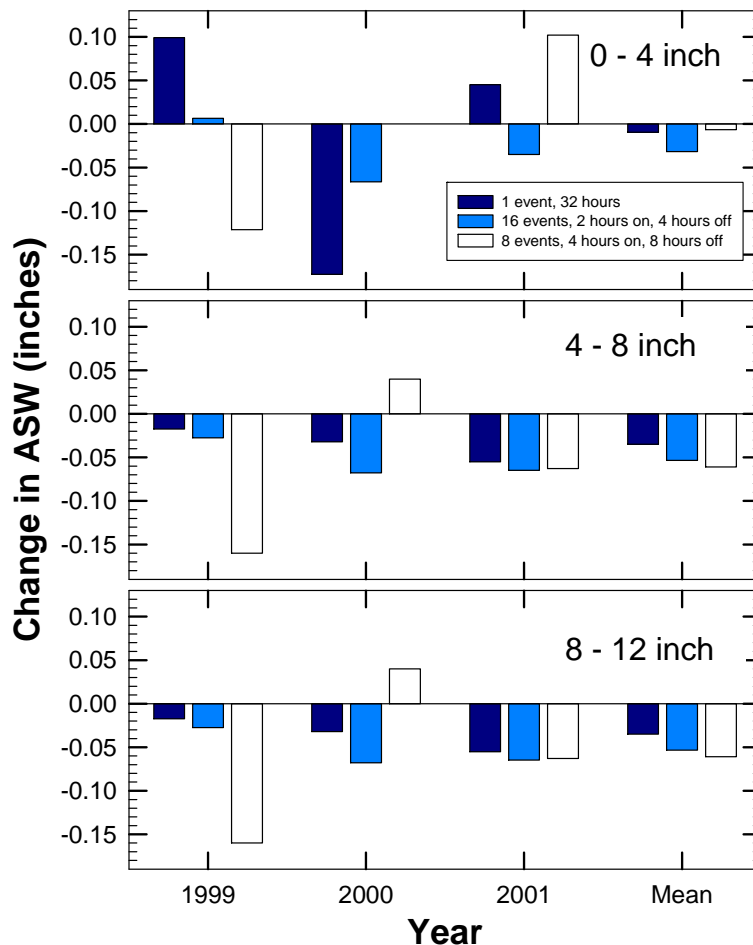 0.10
0.05
0.00
-0.05
-0.10
-0.15
0 - 4 inch
1 event, 32 hours
16 events, 2 hours on, 4 hours off
8 events, 4 hours on, 8 hours off
Change in ASW (inches)
0.10
0.05
0.00
-0.05
-0.10
-0.15
4 - 8 inch
0.10
0.05
0.00
-0.05
-0.10
-0.15
8 - 12 inch
1999 2000 2001 Mean
Year